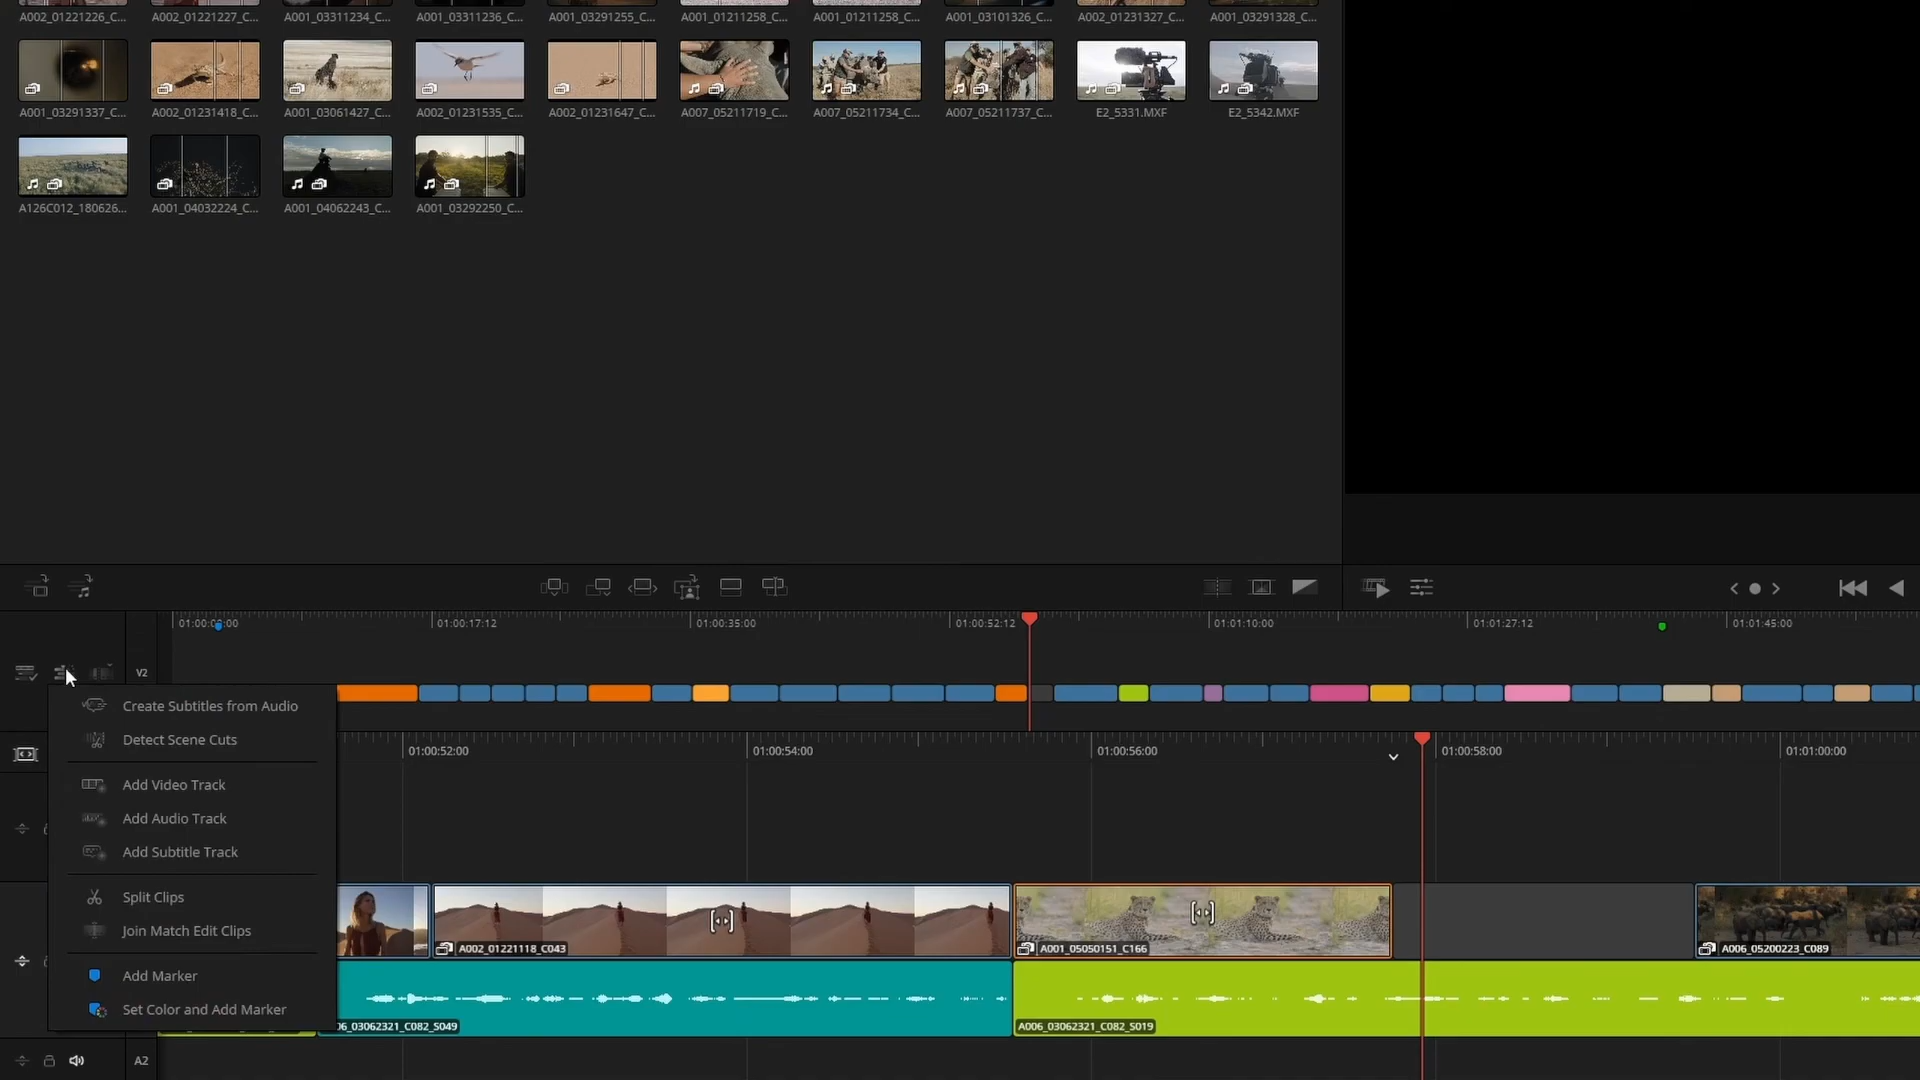 A002_01221226_C...
A002_01221227_C...
A001_03311234_C...
A001_03311236_C...
A001_03291255_C...
A001_01211258_C...
A001_01211258_C...
A001_03101326_C...
A002_01231327_C...
A001_03291328_C...
A001_03291337_C...
A002_01231418_C...
A001_03061427_C...
A002_01231535_C...
A002_01231647_C...
A007_05211719_C...
A007_05211734_C...
A007_05211737_C...
E2_5331.MXF
E2_5342.MXF
A126C012_180626...
A001_04032224_C...
A001_04062243_C...
A001_03292250_C...
01:00:17:12
01:00:35:00
01:00:52:12
01:01:10:00
01:01:27:12
01:01:45:00
V2
Create Subtitles from Audio
Detect Scene Cuts
Add Video Track
Add Audio Track
Add Subtitle Track
Split Clips
Join Match Edit Clips
Add Marker
Set Color and Add Marker
01:00:52:00
01:00:54:00
01:00:56:00
01:00:58:00
01:01:00:00
A002_01221118_C043
A001_05050151_C166
A006_05200223_C089
06_03062321_C082_S049
A006_03062321_C082_S019
A2